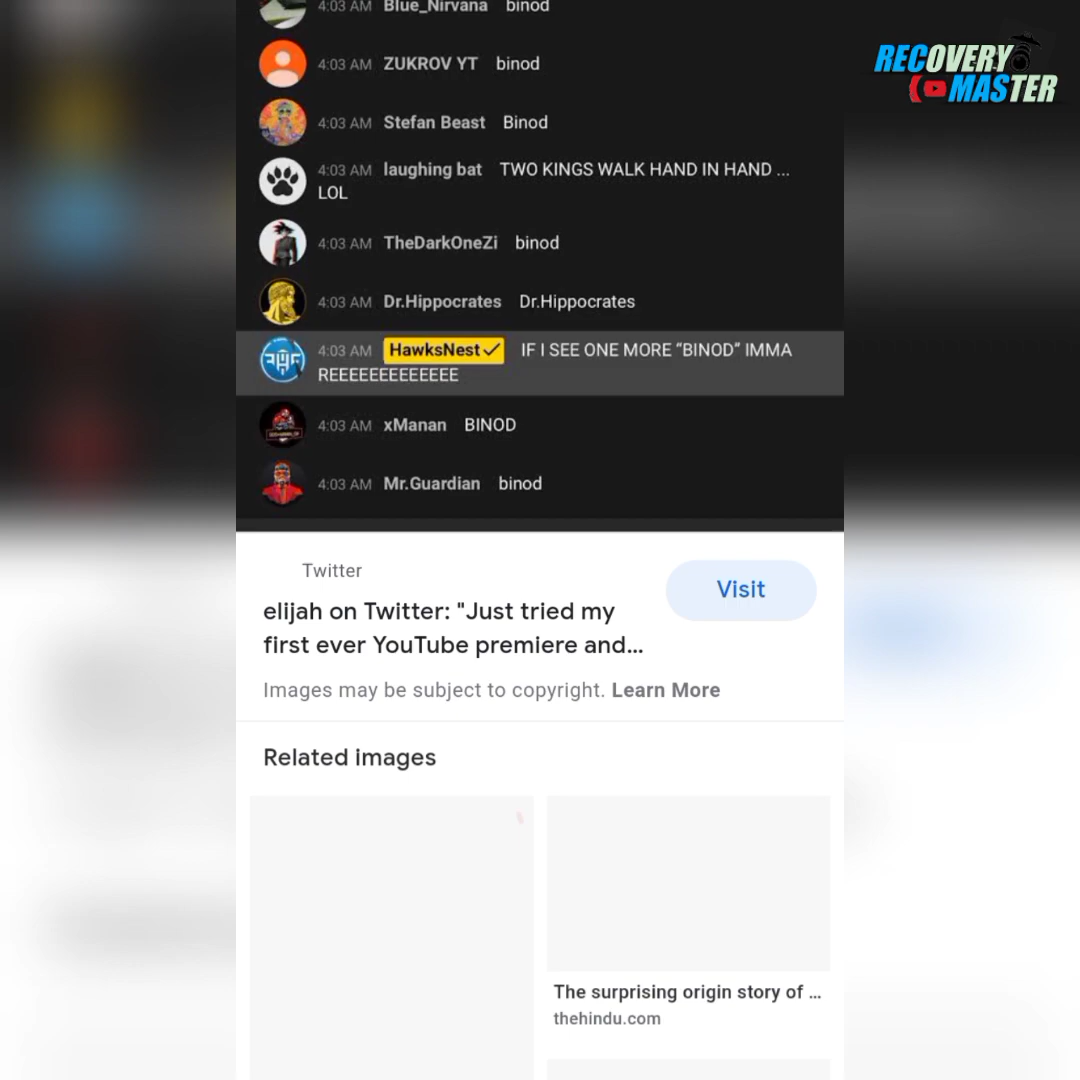 4:03 AM Blue_Nirvana binod
RECOVERY
MASTER
4:03 AM ZUKROV YT binod
4:03 AM Stefan Beast Binod
4:03 AM laughing bat TWO KINGS WALK HAND IN HAND ...
LOL
4:03 AM TheDarkOneZi binod
4:03 AM Dr.Hippocrates Dr.Hippocrates
4:03 AM HawksNest IF I SEE ONE MORE “BINOD” IMMA
REEEEEEEEEEEEE
4:03 AM xManan BINOD
4:03 AM Mr.Guardian binod
Twitter
Visit
elijah on Twitter: "Just tried my
first ever YouTube premiere and...
Images may be subject to copyright. Learn More
Related images
The surprising origin story of ...
thehindu.com